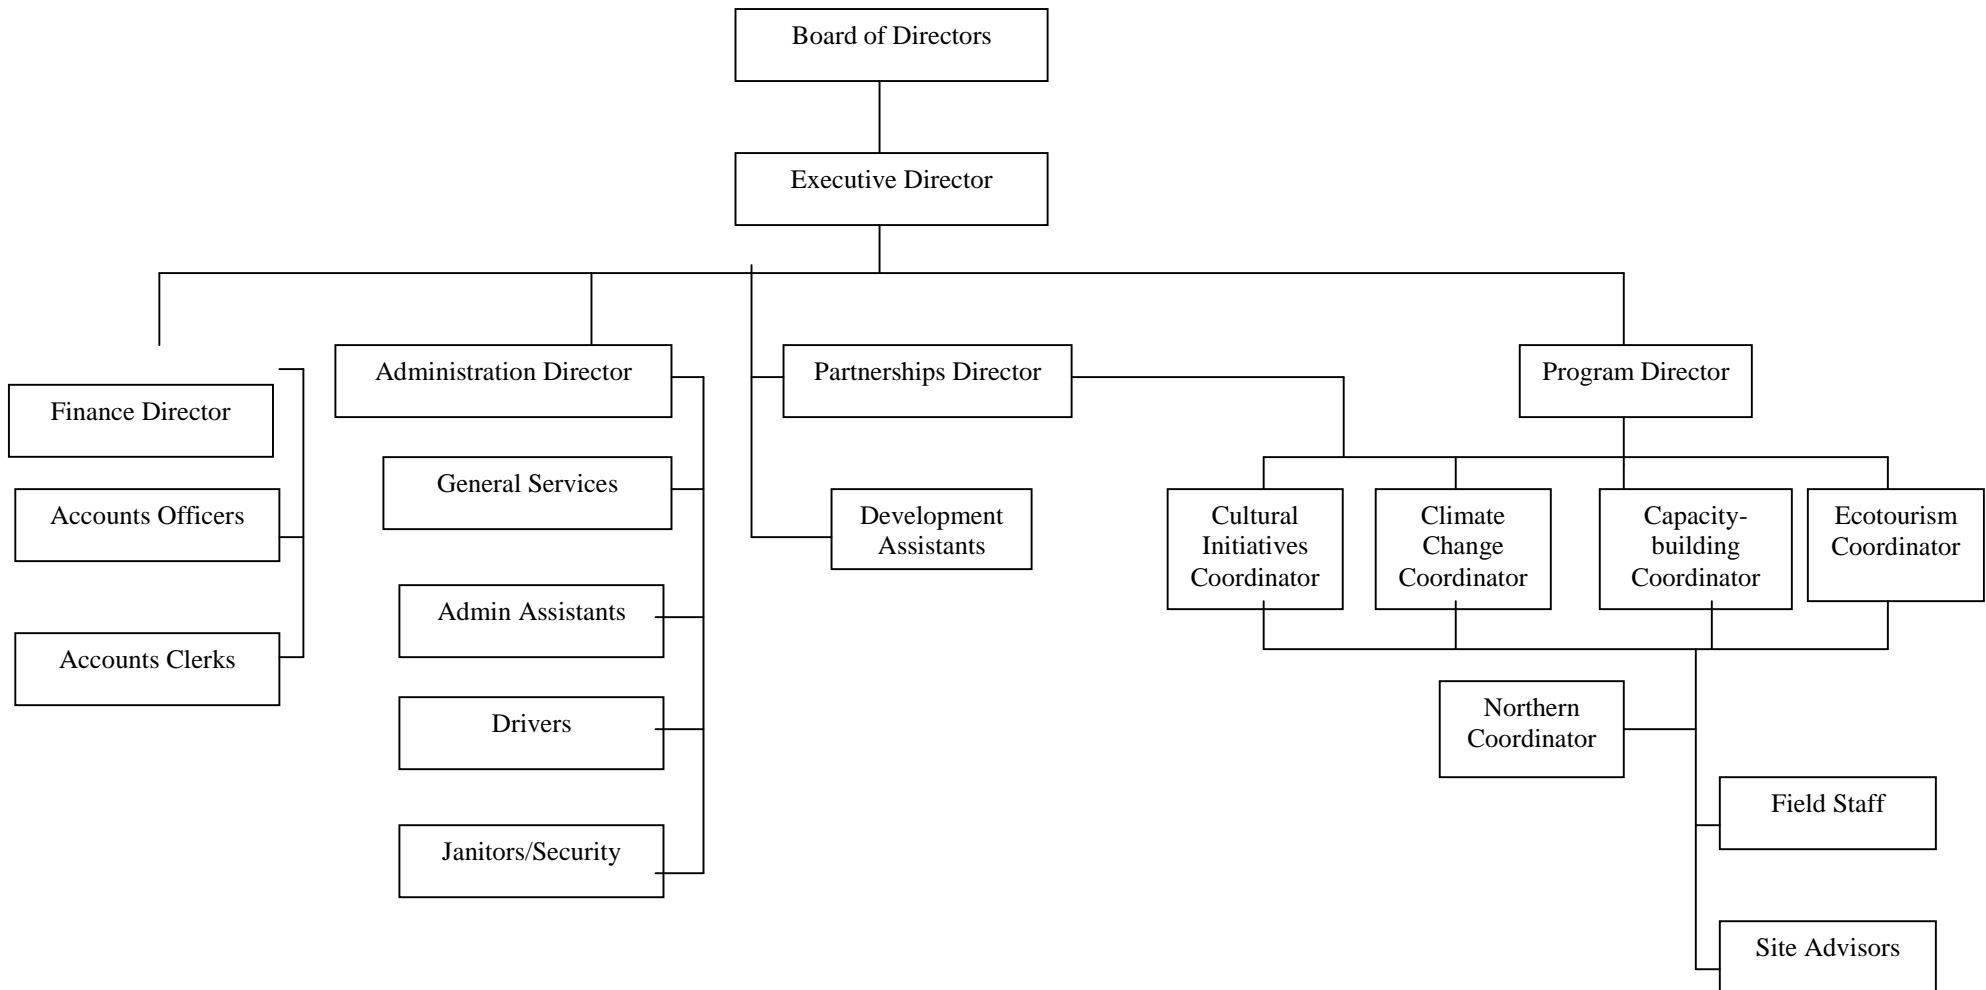 Board of Directors
Executive Director
Finance Director
Accounts Officers
Accounts Clerks
Administration Director
General Services
Admin Assistants
Drivers
Janitors/Security
Partnerships Director
Development
Assistants
Program Director
Cultural
Initiatives
Coordinator
Climate
Change
Coordinator
Capacity-
building
Coordinator
Ecotourism
Coordinator
Northern
Coordinator
Field Staff
Site Advisors